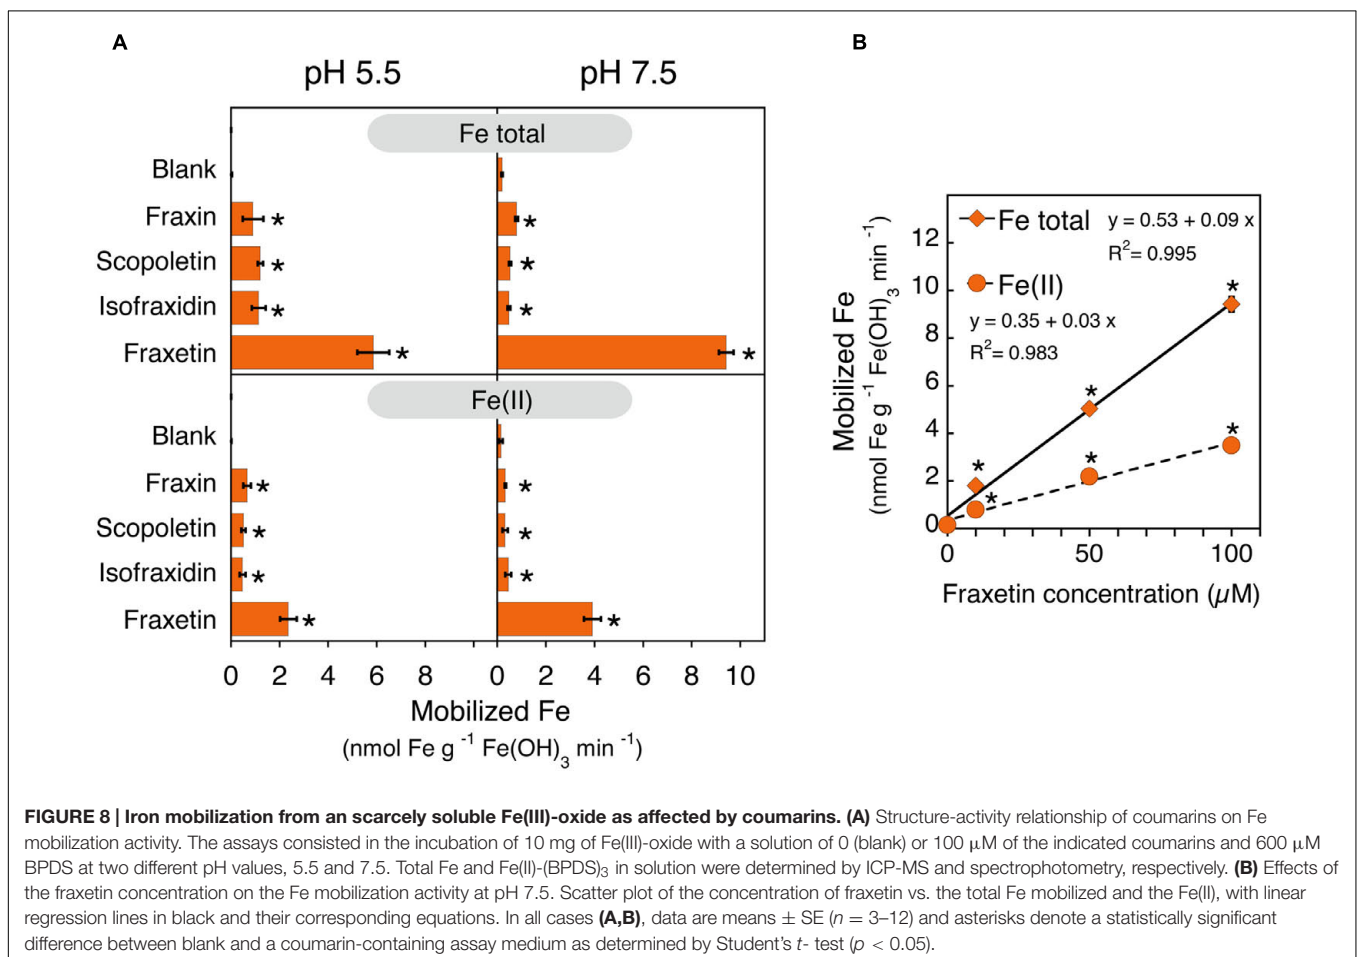 A
pH 5.5 pH 7.5
Fe total
Blank
Fraxin *  *
Scopoletin *  *
Isofraxidin *  *
Fraxetin *  *
Fe(II)
Blank
Fraxin *  *
Scopoletin *  *
Isofraxidin *  *
Fraxetin *  *
0 2 4 6 8 0 2 4 6 8 10
Mobilized Fe
(nmol Fe g⁻¹ Fe(OH)₃ min⁻¹)
B
Fe total y = 0.53 + 0.09 x
R²= 0.995
Fe(II)
y = 0.35 + 0.03 x
R²= 0.983
* * *
* * *
12
10
8
6
4
2
0
Mobilized Fe
(nmol Fe g⁻¹ Fe(OH)₃ min⁻¹)
0 50 100
Fraxetin concentration (µM)
FIGURE 8 | Iron mobilization from an scarcely soluble Fe(III)-oxide as affected by coumarins. (A) Structure-activity relationship of coumarins on Fe
mobilization activity. The assays consisted in the incubation of 10 mg of Fe(III)-oxide with a solution of 0 (blank) or 100 µM of the indicated coumarins and 600 µM
BPDS at two different pH values, 5.5 and 7.5. Total Fe and Fe(II)-(BPDS)₃ in solution were determined by ICP-MS and spectrophotometry, respectively. (B) Effects of
the fraxetin concentration on the Fe mobilization activity at pH 7.5. Scatter plot of the concentration of fraxetin vs. the total Fe mobilized and the Fe(II), with linear
regression lines in black and their corresponding equations. In all cases (A,B), data are means ± SE (n = 3–12) and asterisks denote a statistically significant
difference between blank and a coumarin-containing assay medium as determined by Student's t- test (p < 0.05).